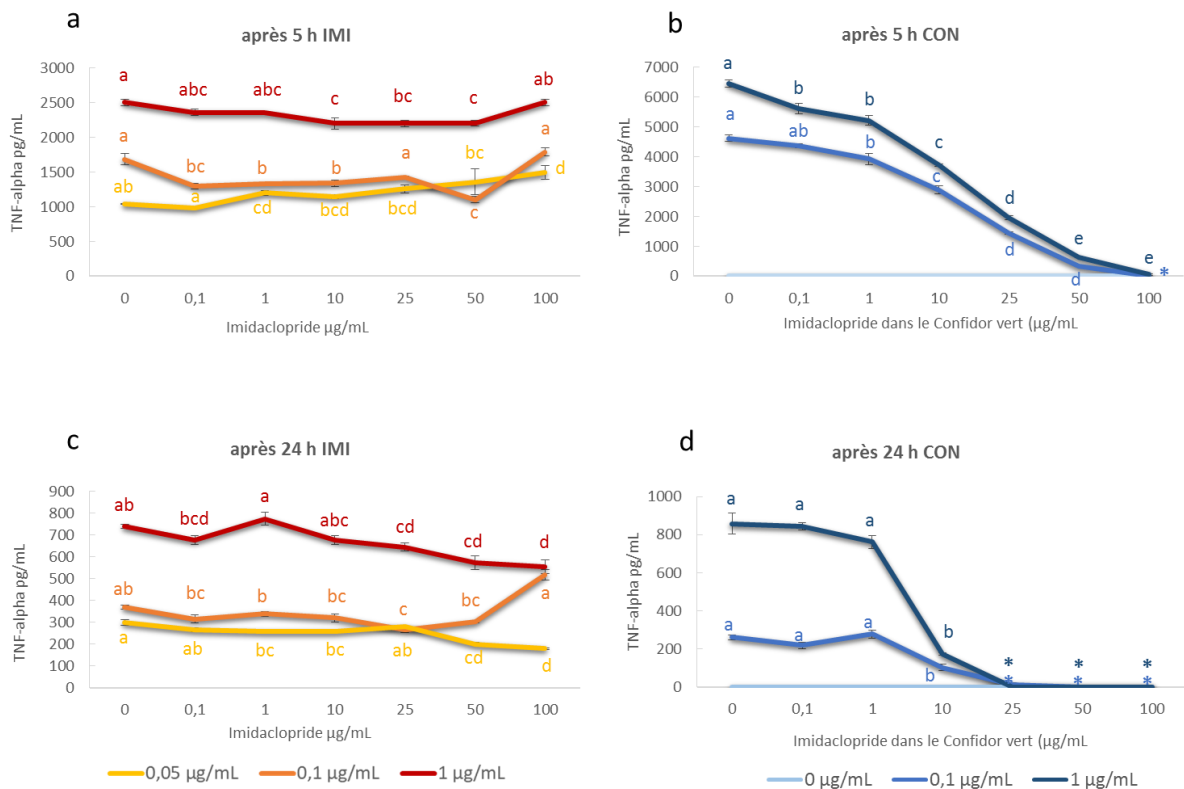 a
après 5 h IMI
TNF-alpha pg/mL
3000
2500
2000
1500
1000
500
0
a abc abc c bc c ab
a bc b b a c a
ab a cd bcd bcd bc d
0 0,1 1 10 25 50 100
Imidaclopride µg/mL
b
après 5 h CON
TNF-alpha pg/mL
7000
6000
5000
4000
3000
2000
1000
0
a b b c d e e
a ab b c d d *
0 0,1 1 10 25 50 100
Imidaclopride dans le Confidor vert (µg/mL
c
après 24 h IMI
TNF-alpha pg/mL
900
800
700
600
500
400
300
200
100
0
ab bcd a abc cd cd d
ab bc b bc c bc a
a ab bc bc ab cd d
0 0,1 1 10 25 50 100
Imidaclopride µg/mL
0,05 µg/mL 0,1 µg/mL 1 µg/mL
d
après 24 h CON
TNF-alpha pg/mL
1000
800
600
400
200
0
a a a b * * *
a a a b * * *
0 0,1 1 10 25 50 100
Imidaclopride dans le Confidor vert (µg/mL
0 µg/mL 0,1 µg/mL 1 µg/mL